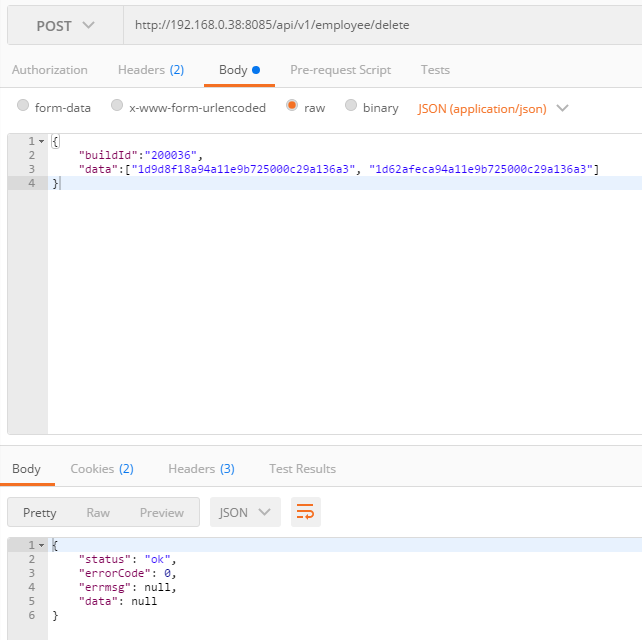 POST http://192.168.0.38:8085/api/v1/employee/delete
Authorization Headers (2) Body Pre-request Script Tests
form-data x-www-form-urlencoded raw binary JSON (application/json)
1 {
2 "buildId":"200036",
3 "data":["1d9d8f18a94a11e9b725000c29a136a3", "1d62afeca94a11e9b725000c29a136a3"]
4 }
Body Cookies (2) Headers (3) Test Results
Pretty Raw Preview JSON
1 {
2 "status": "ok",
3 "errorCode": 0,
4 "errmsg": null,
5 "data": null
6 }